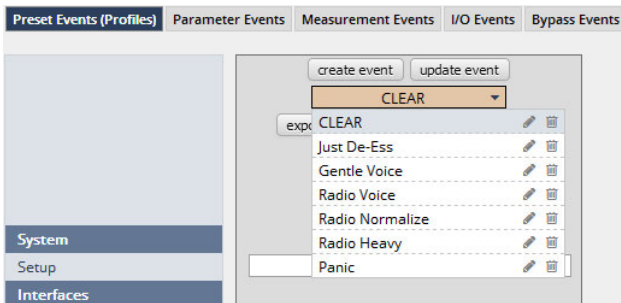 Preset Events (Profiles) Parameter Events Measurement Events I/O Events Bypass Events
create event update event
CLEAR
expo
CLEAR
Just De-Ess
Gentle Voice
Radio Voice
Radio Normalize
Radio Heavy
Panic
System
Setup
Interfaces